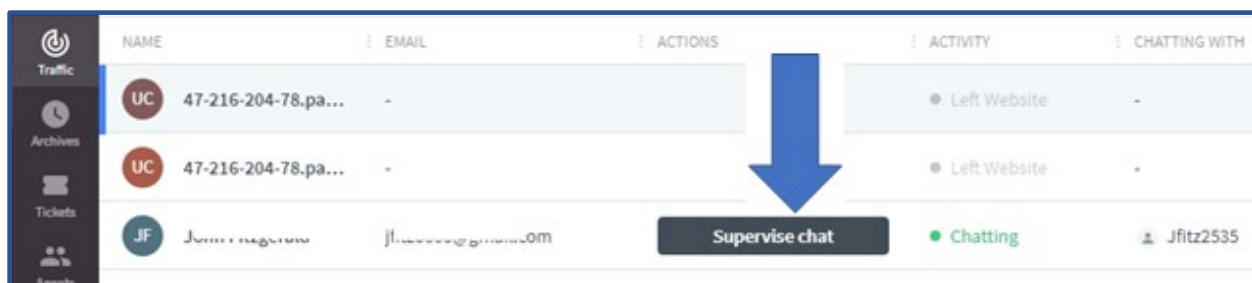 Traffic
NAME EMAIL ACTIONS ACTIVITY CHATTING WITH
UC 47-216-204-78.pa... - Left Website -
Archives
UC 47-216-204-78.pa... - Left Website -
Tickets
JF Supervise chat Chatting Jfitz2535